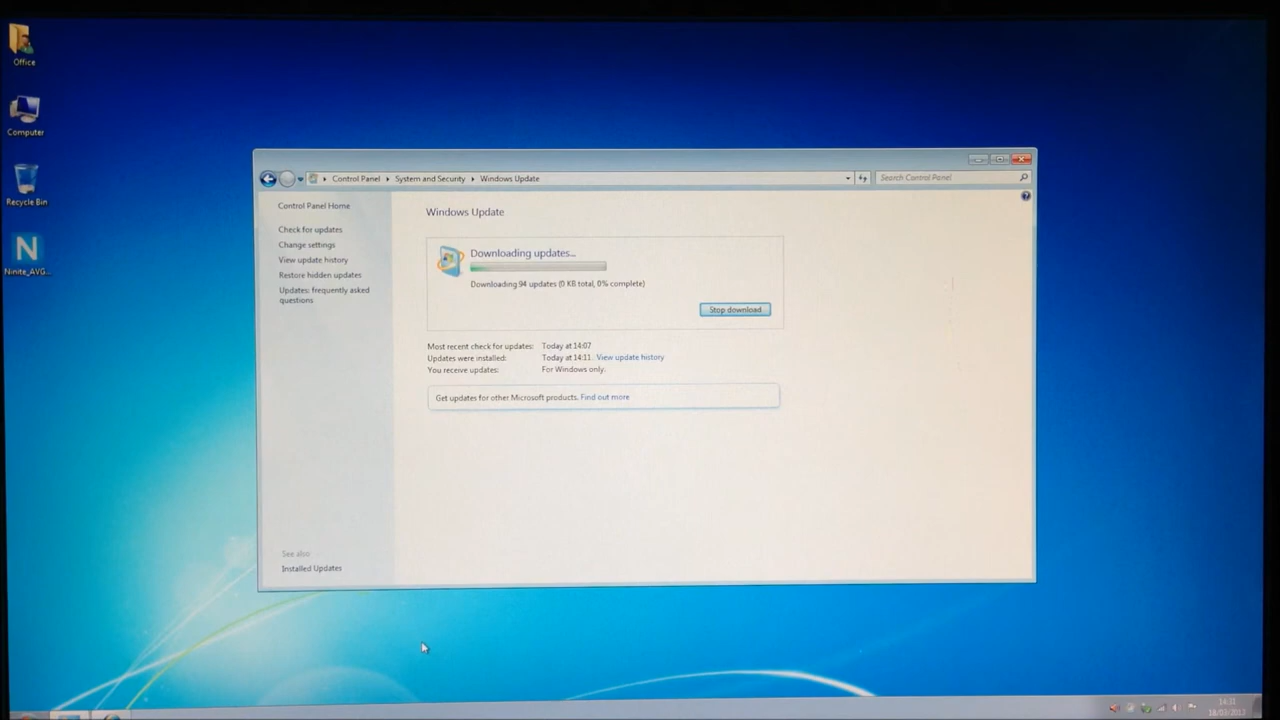 Office
Computer
Recycle Bin
Ninite_AVG...
Control Panel
System and Security
Windows Update
Search Control Panel
Control Panel Home
Check for updates
Change settings
View update history
Restore hidden updates
Updates: frequently asked
questions
See also
Installed Updates
Windows Update
Downloading updates...
Downloading 94 updates (0 KB total, 0% complete)
Stop download
Most recent check for updates: Today at 14:07
Updates were installed: Today at 14:11. View update history
You receive updates: For Windows only.
Get updates for other Microsoft products. Find out more